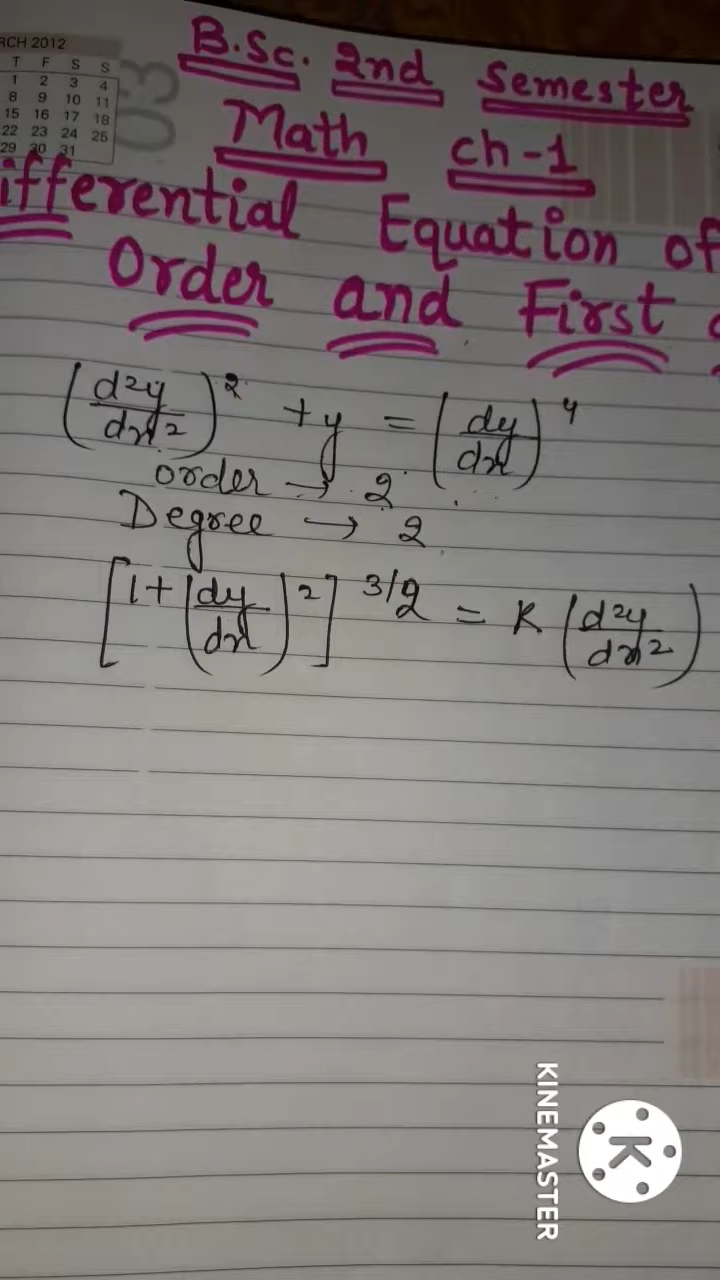 RCH 2012
T F S S
1 2 3 4
8 9 10 11
15 16 17 18
22 23 24 25
29 30 31
03
B.Sc. 2nd Semester
Math ch-1
ifferential Equation of
Order and First
(d²y/dx²)² + y = (dy/dx)⁴
order → 2
Degree → 2
[1+(dy/dx)²]^3/2 = K (d²y/dx²)
KINEMASTER